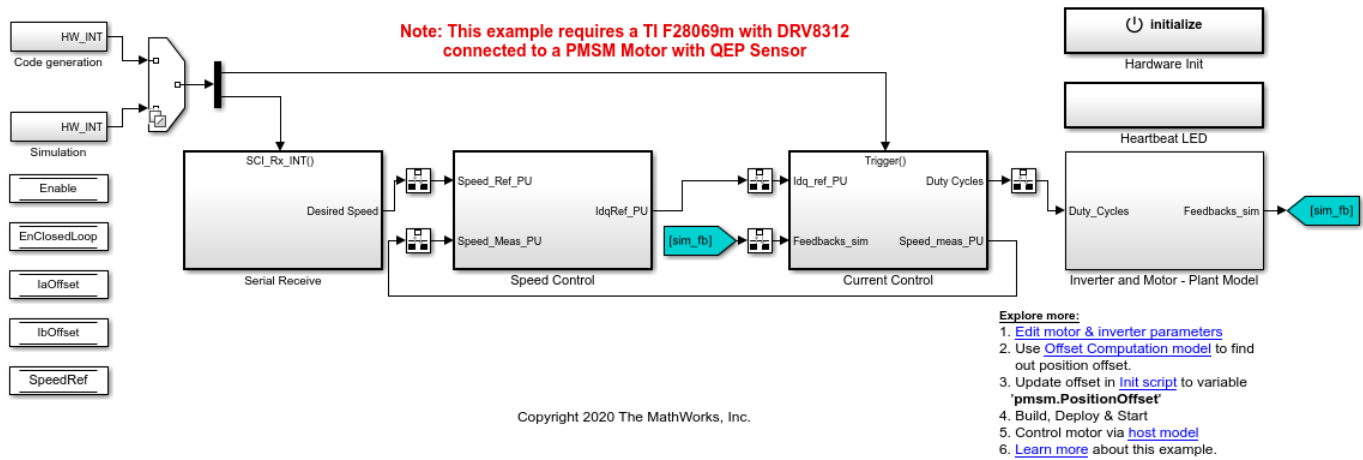 Note: This example requires a TI F28069m with DRV8312
connected to a PMSM Motor with QEP Sensor
HW_INT
Code generation
HW_INT
Simulation
initialize
Hardware Init
Heartbeat LED
Enable
EnClosedLoop
IaOffset
IbOffset
SpeedRef
SCI_Rx_INT()
Desired Speed
Serial Receive
Speed_Ref_PU
IdqRef_PU
Speed_Meas_PU
Speed Control
[sim_fb]
Trigger()
Idq_ref_PU
Duty Cycles
Feedbacks_sim
Speed_meas_PU
Current Control
Duty_Cycles
Feedbacks_sim
Inverter and Motor - Plant Model
[sim_fb]
Explore more:
1. Edit motor & inverter parameters
2. Use Offset Computation model to find
out position offset.
3. Update offset in Init script to variable
'pmsm.PositionOffset'
4. Build, Deploy & Start
5. Control motor via host model
6. Learn more about this example.
Copyright 2020 The MathWorks, Inc.